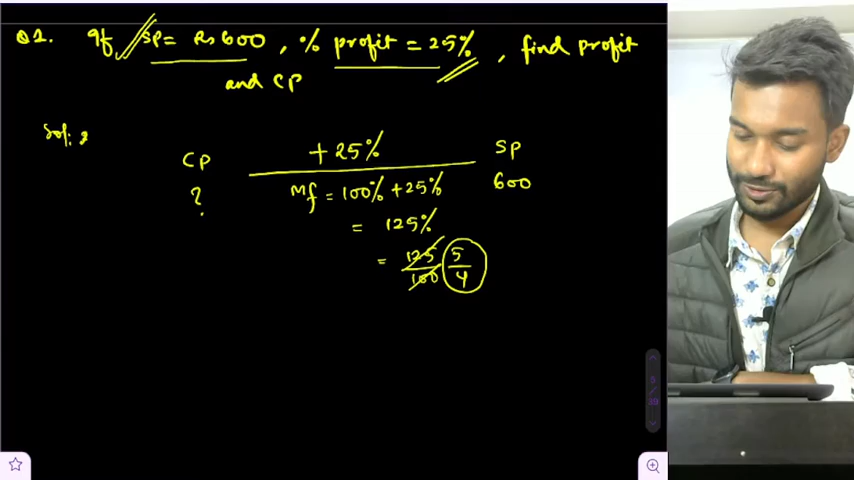 Q2. If SP = Rs 600, % profit = 25%, find profit
and CP
Sol:
CP +25% SP
? Mf = 100% + 25% 600
= 125%
= 125/100 5/4